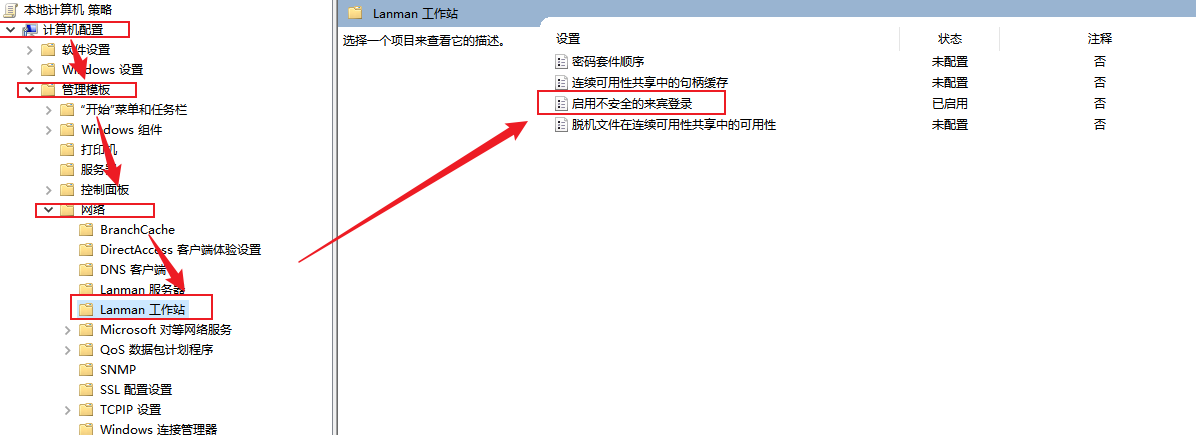 本地计算机 策略
计算机配置
软件设置
Windows 设置
管理模板
“开始”菜单和任务栏
Windows 组件
打印机
服务器
控制面板
网络
BranchCache
DirectAccess 客户端体验设置
DNS 客户端
Lanman 服务器
Lanman 工作站
Microsoft 对等网络服务
QoS 数据包计划程序
SNMP
SSL 配置设置
TCPIP 设置
Windows 连接管理器
Lanman 工作站
选择一个项目来查看它的描述。
设置 状态 注释
密码套件顺序 未配置 否
连续可用性共享中的句柄缓存 未配置 否
启用不安全的来宾登录 已启用 否
脱机文件在连续可用性共享中的可用性 未配置 否